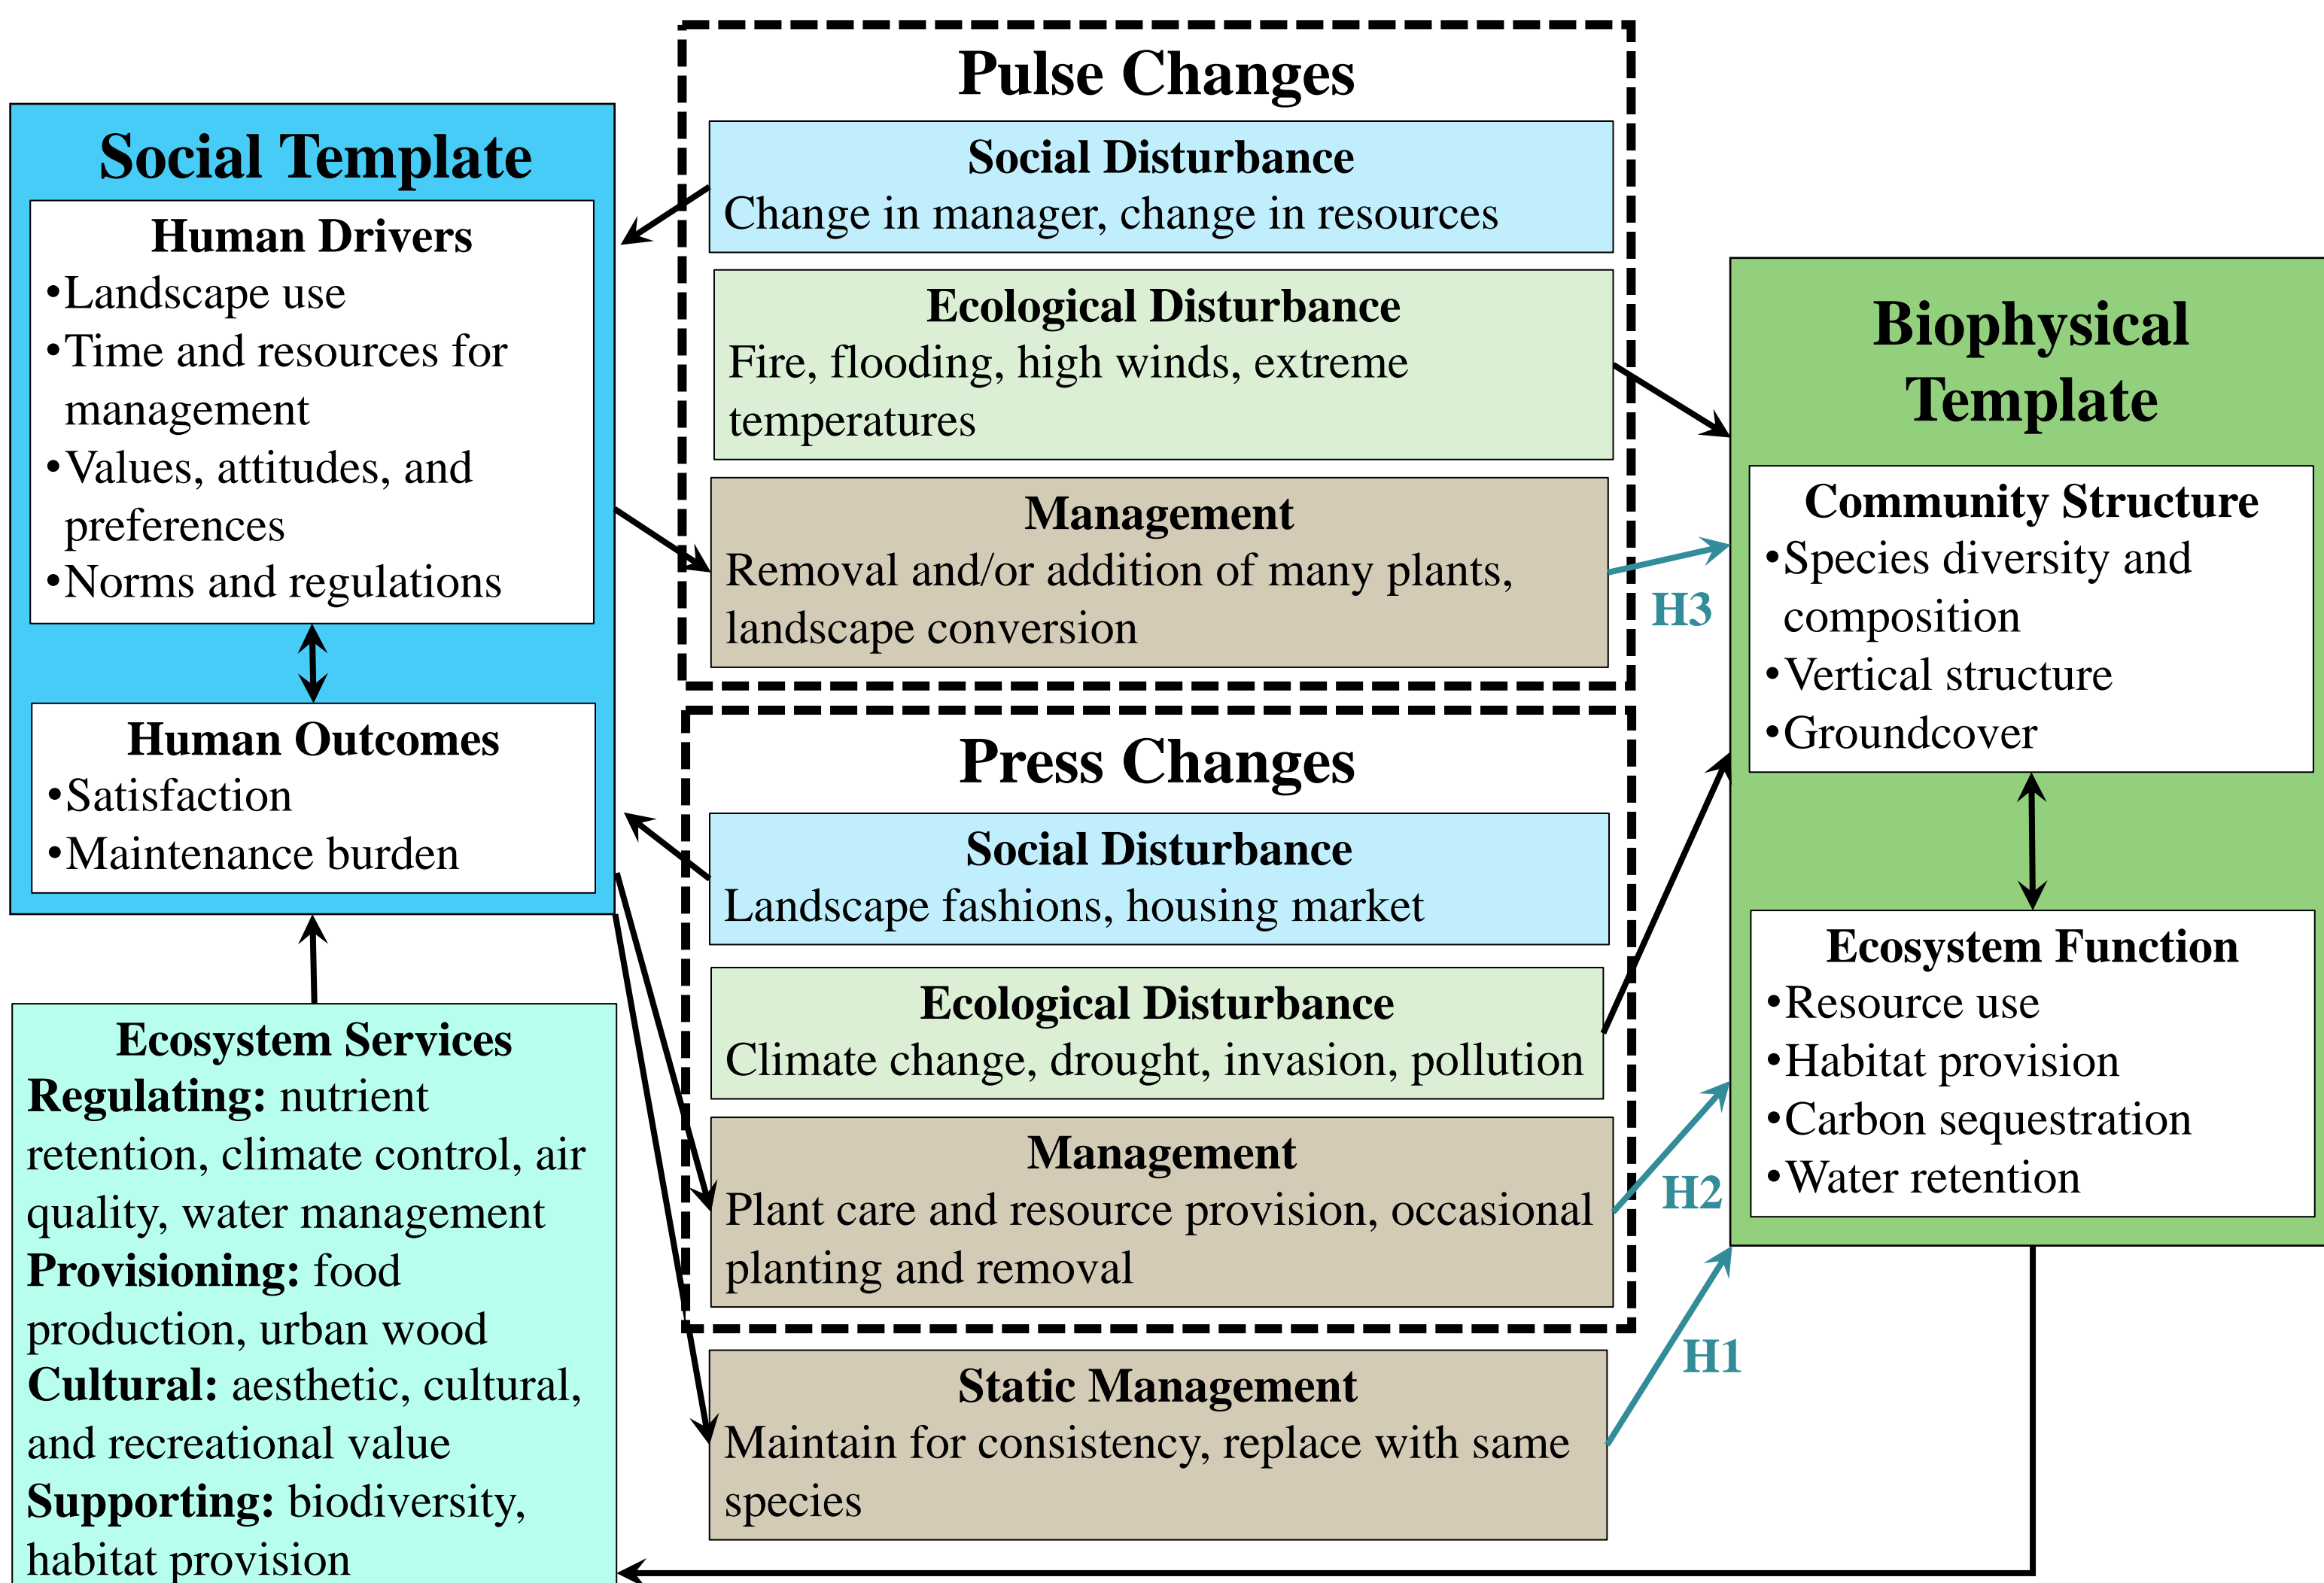 Social Template
Human Drivers
•Landscape use
•Time and resources for
management
•Values, attitudes, and
preferences
•Norms and regulations
Human Outcomes
•Satisfaction
•Maintenance burden
Ecosystem Services
Regulating: nutrient
retention, climate control, air
quality, water management
Provisioning: food
production, urban wood
Cultural: aesthetic, cultural,
and recreational value
Supporting: biodiversity,
habitat provision
Pulse Changes
Social Disturbance
Change in manager, change in resources
Ecological Disturbance
Fire, flooding, high winds, extreme
temperatures
Management
Removal and/or addition of many plants,
landscape conversion
Press Changes
Social Disturbance
Landscape fashions, housing market
Ecological Disturbance
Climate change, drought, invasion, pollution
Management
Plant care and resource provision, occasional
planting and removal
Static Management
Maintain for consistency, replace with same
species
H3
H2
H1
Biophysical
Template
Community Structure
•Species diversity and
composition
•Vertical structure
•Groundcover
Ecosystem Function
•Resource use
•Habitat provision
•Carbon sequestration
•Water retention